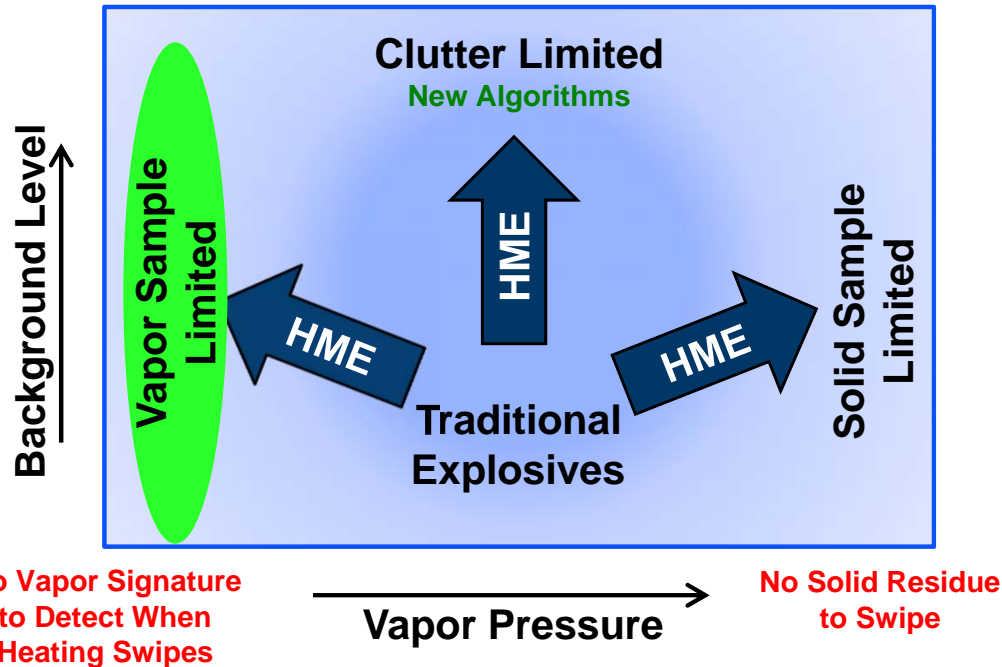 Clutter Limited
New Algorithms
Background Level
Vapor Sample
Limited
HME
HME
HME
Solid Sample
Limited
Traditional
Explosives
Vapor Signature
to Detect When
Heating Swipes
Vapor Pressure
No Solid Residue
to Swipe